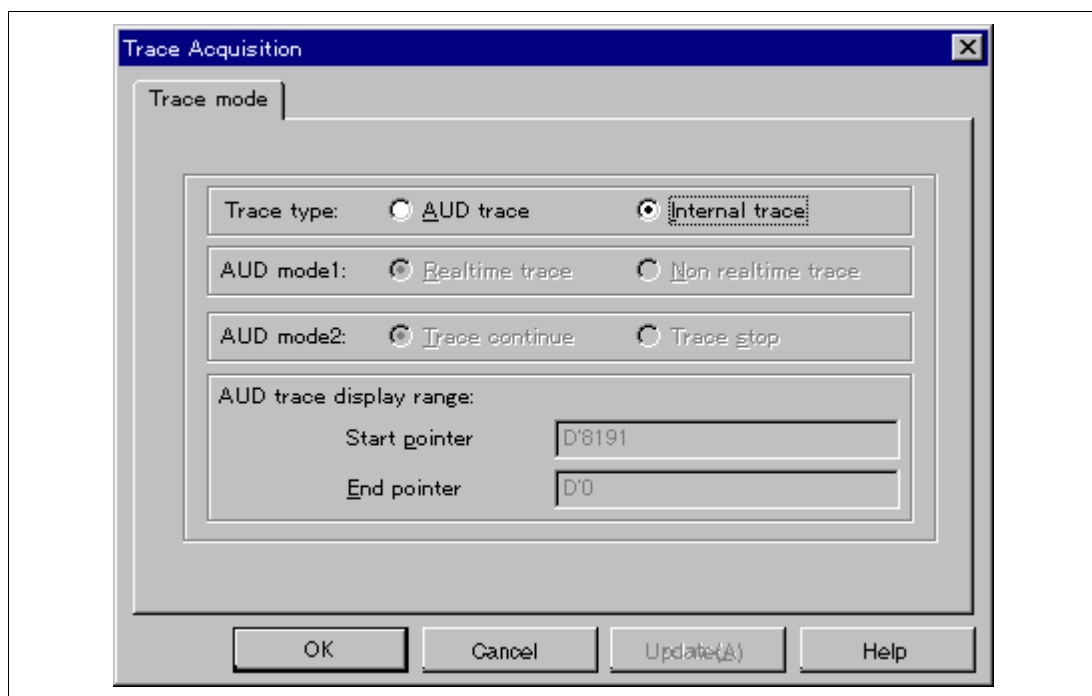 Trace Acquisition
Trace mode
Trace type: AUD trace Internal trace
AUD mode1: Realtime trace Non realtime trace
AUD mode2: Trace continue Trace stop
AUD trace display range:
Start pointer D'8191
End pointer D'0
OK Cancel Update(A) Help